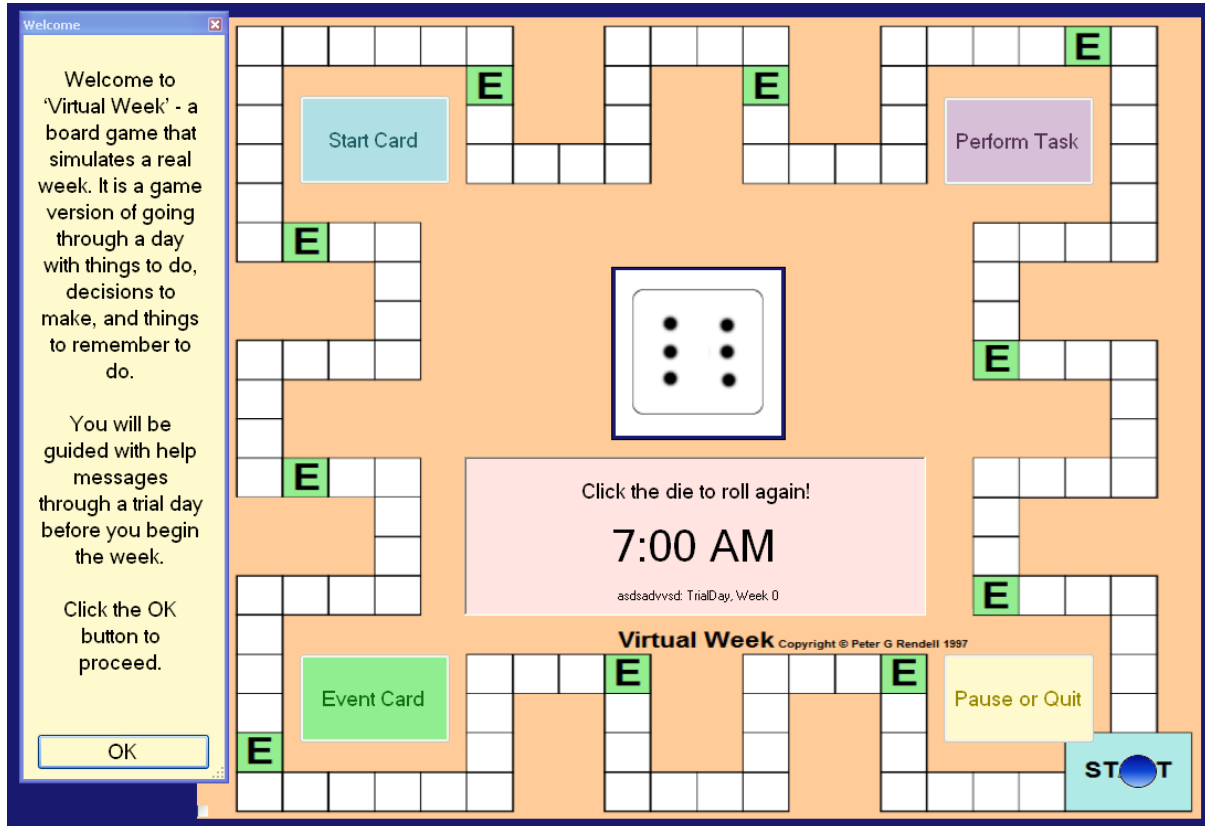 Welcome
Welcome to
‘Virtual Week’ - a
board game that
simulates a real
week. It is a game
version of going
through a day
with things to do,
decisions to
make, and things
to remember to
do.
You will be
guided with help
messages
through a trial day
before you begin
the week.
Click the OK
button to
proceed.
OK
E
E
E
Start Card
Perform Task
E
E
E
Click the die to roll again!
7:00 AM
asdsadvvsd: TrialDay, Week 0
E
Virtual Week Copyright © Peter G Rendell 1997
E
E
Event Card
Pause or Quit
E
START